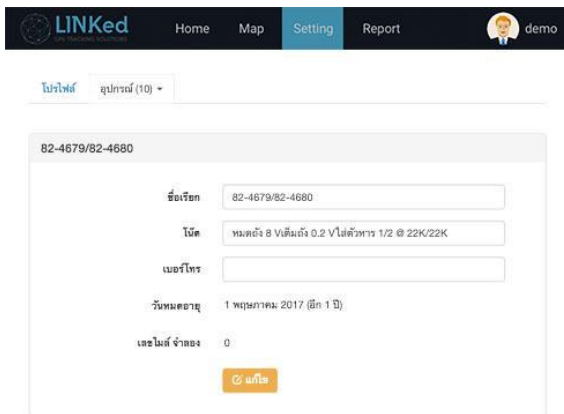 LINKed
GPS TRACKING SOLUTIONS
Home Map Setting Report demo
โปรไฟล์ อุปกรณ์ (10)
82-4679/82-4680
ชื่อเรียก 82-4679/82-4680
โน๊ต หมดถัง 8 Vเต็มถัง 0.2 Vใส่ตัวหาร 1/2 @ 22K/22K
เบอร์โทร
วันหมดอายุ 1 พฤษภาคม 2017 (อีก 1 ปี)
เลขไมล์ จำลอง 0
แก้ไข